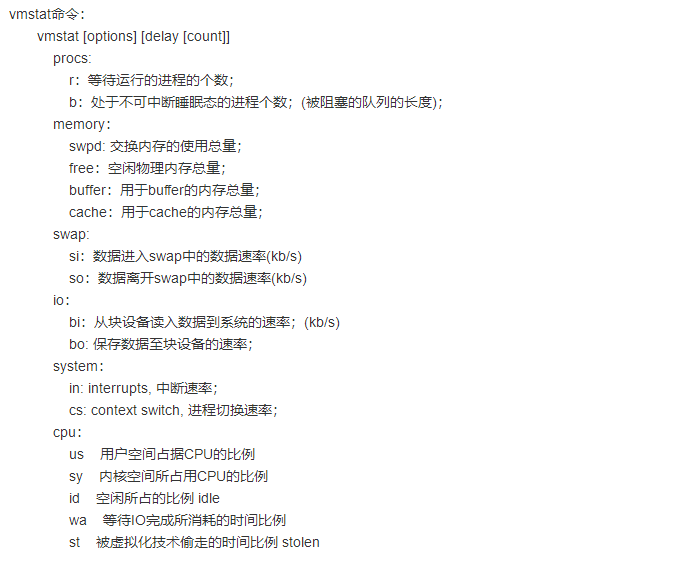 vmstat命令：
vmstat [options] [delay [count]]
procs:
r：等待运行的进程的个数；
b：处于不可中断睡眠态的进程个数；(被阻塞的队列的长度)；
memory：
swpd: 交换内存的使用总量；
free：空闲物理内存总量；
buffer：用于buffer的内存总量；
cache：用于cache的内存总量；
swap:
si：数据进入swap中的数据速率(kb/s)
so：数据离开swap中的数据速率(kb/s)
io：
bi：从块设备读入数据到系统的速率；(kb/s)
bo: 保存数据至块设备的速率；
system：
in: interrupts, 中断速率；
cs: context switch, 进程切换速率；
cpu：
us 用户空间占据CPU的比例
sy 内核空间所占用CPU的比例
id 空闲所占的比例 idle
wa 等待IO完成所消耗的时间比例
st 被虚拟化技术偷走的时间比例 stolen